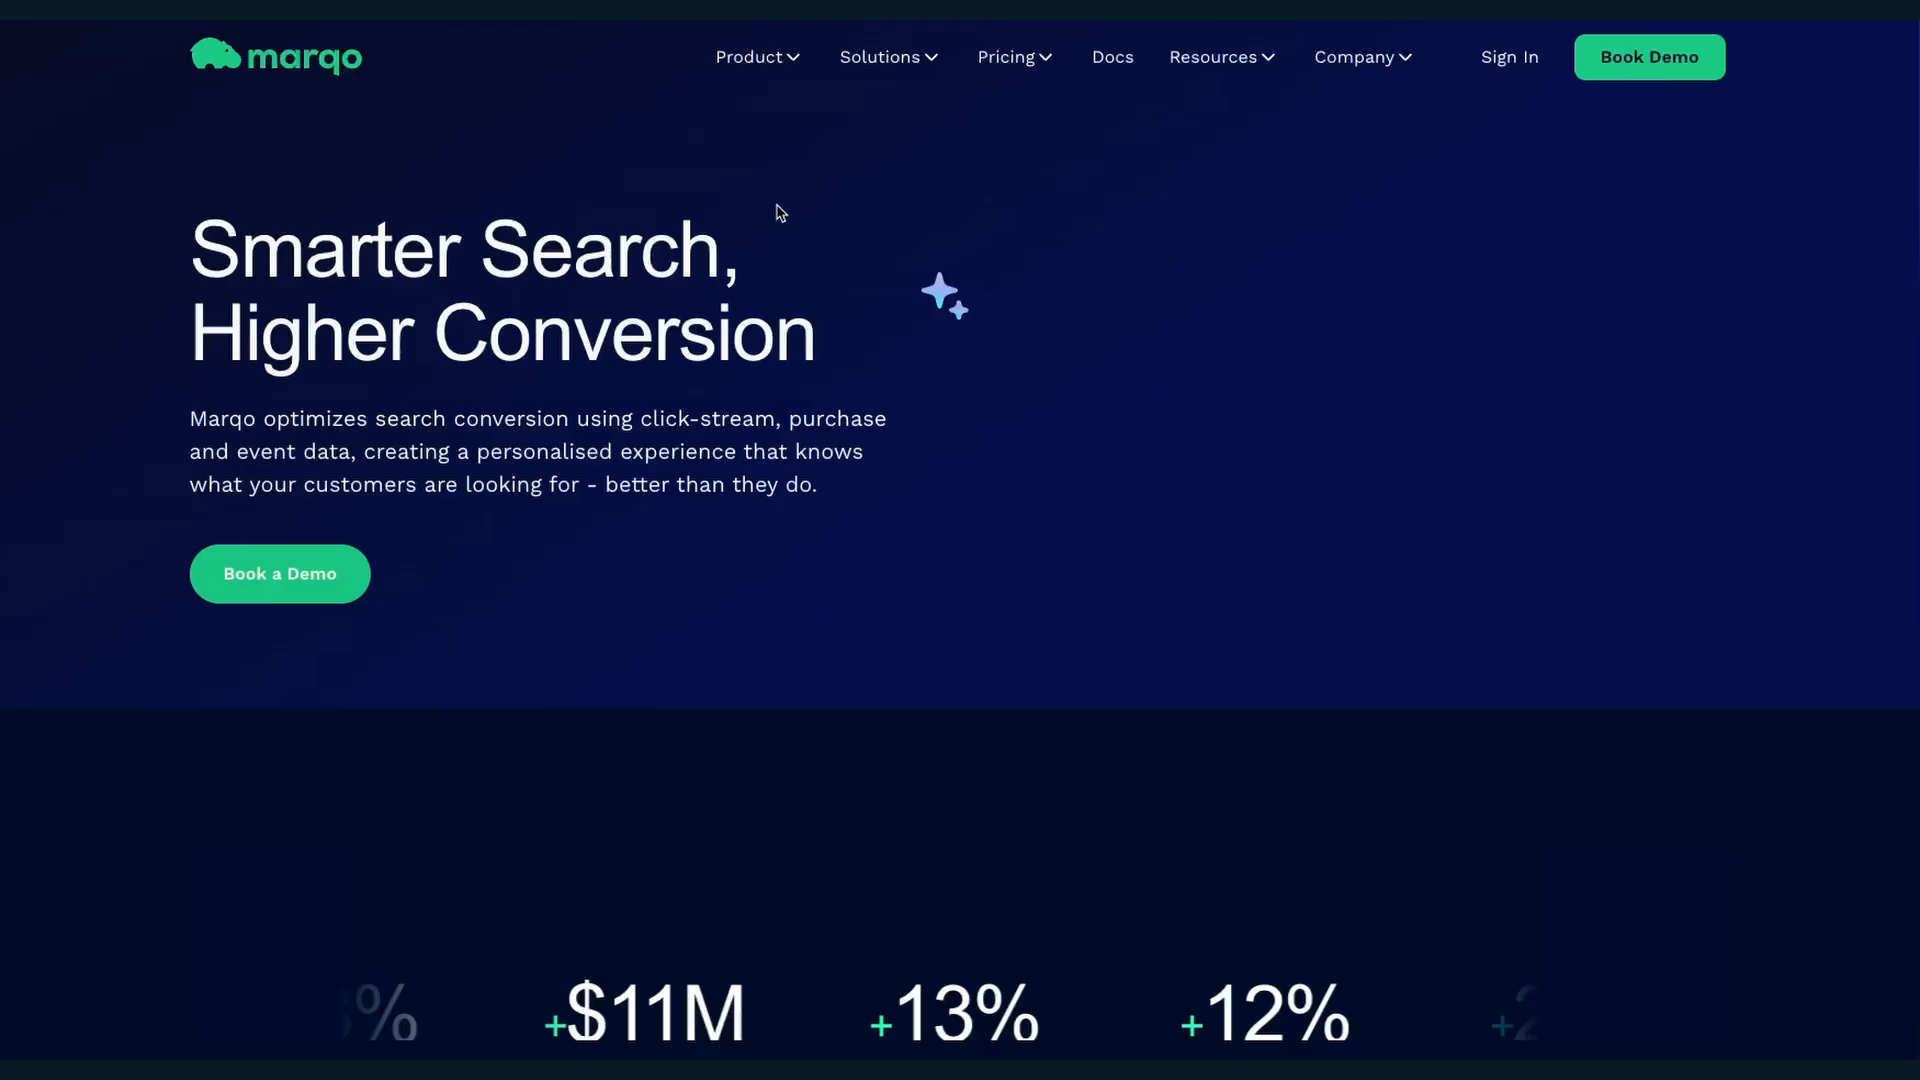 marqo
Product
Solutions
Pricing
Docs
Resources
Company
Sign In
Book Demo
Smarter Search,
Higher Conversion
Marqo optimizes search conversion using click-stream, purchase
and event data, creating a personalised experience that knows
what your customers are looking for - better than they do.
Book a Demo
%
+$11M
+13%
+12%
+2